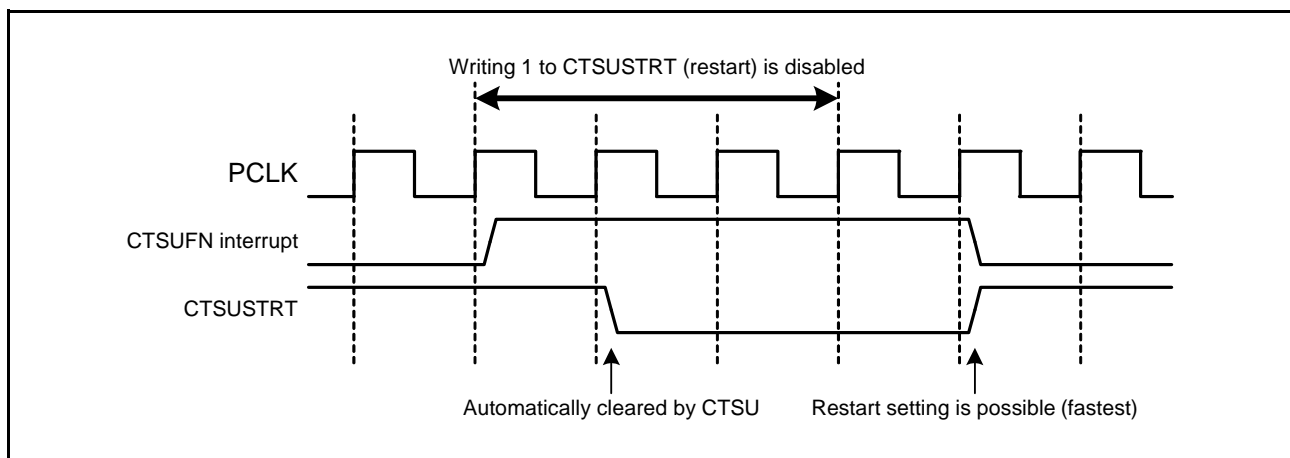 Writing 1 to CTSUSTRT (restart) is disabled
PCLK
CTSUFN interrupt
CTSUSTRT
Automatically cleared by CTSU
Restart setting is possible (fastest)